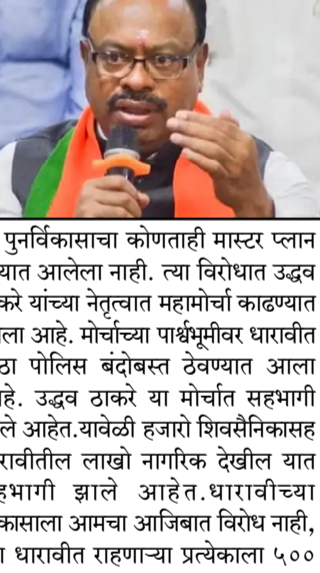 पुनर्विकासाचा कोणताही मास्टर प्लान
यात आलेला नाही. त्या विरोधात उद्धव
करे यांच्या नेतृत्वात महामोर्चा काढण्यात
ला आहे. मोर्चाच्या पार्श्वभूमीवर धारावीत
ठा पोलिस बंदोबस्त ठेवण्यात आला
हे. उद्धव ठाकरे या मोर्चात सहभागी
ले आहेत.यावेळी हजारो शिवसैनिकासह
रावीतील लाखो नागरिक देखील यात
हभागी झाले आहेत.धारावीच्या
कासाला आमचा आजिबात विरोध नाही,
धारावीत राहणाऱ्या प्रत्येकाला ५००